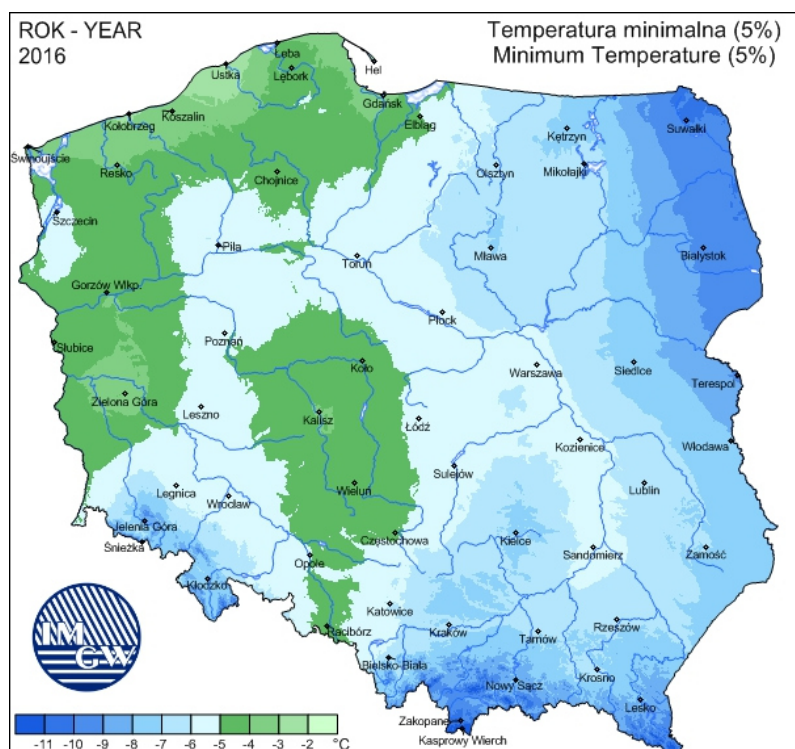 ROK - YEAR
2016
Temperatura minimalna (5%)
Minimum Temperature (5%)
Łeba
Hel
Ustka
Lębork
Gdańsk
Koszalin
Kołobrzeg
Elbląg
Suwałki
Kętrzyn
Świnoujście
Resko
Chojnice
Olsztyn
Mikołajki
Szczecin
Piła
Mława
Białystok
Toruń
Gorzów Wlkp.
Płock
Słubice
Poznań
Koło
Warszawa
Siedlce
Terespol
Zielona Góra
Leszno
Kalisz
Łódź
Kozienice
Włodawa
Sulejów
Legnica
Wrocław
Wieluń
Lublin
Jelenia Góra
Śnieżka
Częstochowa
Kielce
Sandomierz
Zamość
Opole
Kłodzko
Katowice
Racibórz
Kraków
Tarnów
Rzeszów
Bielsko-Biała
Nowy Sącz
Krosno
Lesko
Zakopane
Kasprowy Wierch
IM
GW
-11 -10 -9 -8 -7 -6 -5 -4 -3 -2 °C